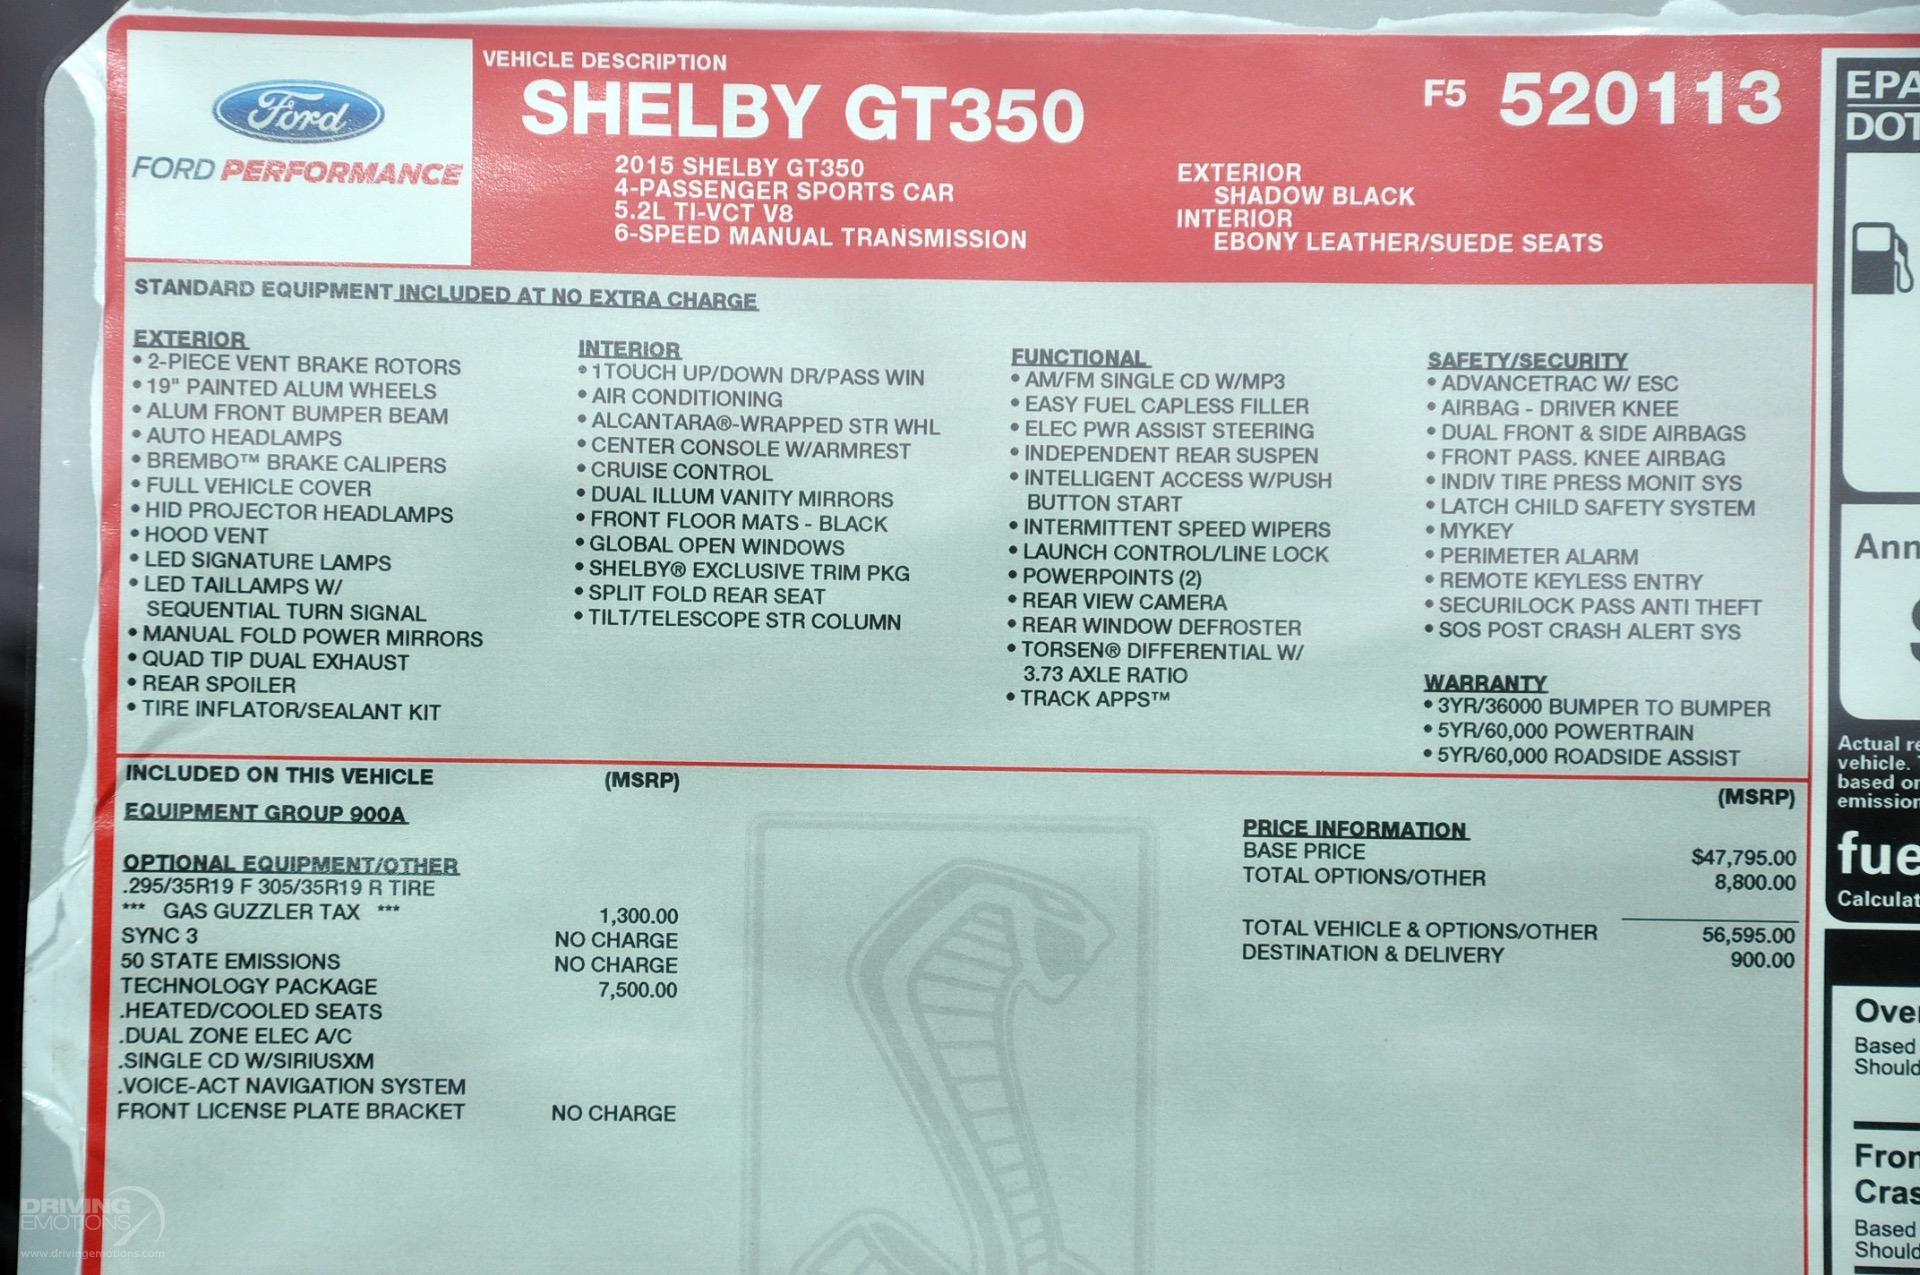 Ford
FORD PERFORMANCE
VEHICLE DESCRIPTION
SHELBY GT350
2015 SHELBY GT350
4-PASSENGER SPORTS CAR
5.2L TI-VCT V8
6-SPEED MANUAL TRANSMISSION
F5 520113
EXTERIOR
SHADOW BLACK
INTERIOR
EBONY LEATHER/SUEDE SEATS
STANDARD EQUIPMENT INCLUDED AT NO EXTRA CHARGE
EXTERIOR
• 2-PIECE VENT BRAKE ROTORS
• 19" PAINTED ALUM WHEELS
• ALUM FRONT BUMPER BEAM
• AUTO HEADLAMPS
• BREMBO™ BRAKE CALIPERS
• FULL VEHICLE COVER
• HID PROJECTOR HEADLAMPS
• HOOD VENT
• LED SIGNATURE LAMPS
• LED TAILLAMPS W/
SEQUENTIAL TURN SIGNAL
• MANUAL FOLD POWER MIRRORS
• QUAD TIP DUAL EXHAUST
• REAR SPOILER
• TIRE INFLATOR/SEALANT KIT
INTERIOR
• 1TOUCH UP/DOWN DR/PASS WIN
• AIR CONDITIONING
• ALCANTARA®-WRAPPED STR WHL
• CENTER CONSOLE W/ARMREST
• CRUISE CONTROL
• DUAL ILLUM VANITY MIRRORS
• FRONT FLOOR MATS - BLACK
• GLOBAL OPEN WINDOWS
• SHELBY® EXCLUSIVE TRIM PKG
• SPLIT FOLD REAR SEAT
• TILT/TELESCOPE STR COLUMN
FUNCTIONAL
• AM/FM SINGLE CD W/MP3
• EASY FUEL CAPLESS FILLER
• ELEC PWR ASSIST STEERING
• INDEPENDENT REAR SUSPEN
• INTELLIGENT ACCESS W/PUSH
BUTTON START
• INTERMITTENT SPEED WIPERS
• LAUNCH CONTROL/LINE LOCK
• POWERPOINTS (2)
• REAR VIEW CAMERA
• REAR WINDOW DEFROSTER
• TORSEN® DIFFERENTIAL W/
3.73 AXLE RATIO
• TRACK APPS™
SAFETY/SECURITY
• ADVANCETRAC W/ ESC
• AIRBAG - DRIVER KNEE
• DUAL FRONT & SIDE AIRBAGS
• FRONT PASS. KNEE AIRBAG
• INDIV TIRE PRESS MONIT SYS
• LATCH CHILD SAFETY SYSTEM
• MYKEY
• PERIMETER ALARM
• REMOTE KEYLESS ENTRY
• SECURILOCK PASS ANTI THEFT
• SOS POST CRASH ALERT SYS
WARRANTY
• 3YR/36000 BUMPER TO BUMPER
• 5YR/60,000 POWERTRAIN
• 5YR/60,000 ROADSIDE ASSIST
INCLUDED ON THIS VEHICLE (MSRP)
EQUIPMENT GROUP 900A
OPTIONAL EQUIPMENT/OTHER
.295/35R19 F 305/35R19 R TIRE
*** GAS GUZZLER TAX *** 1,300.00
SYNC 3 NO CHARGE
50 STATE EMISSIONS NO CHARGE
TECHNOLOGY PACKAGE 7,500.00
.HEATED/COOLED SEATS
.DUAL ZONE ELEC A/C
.SINGLE CD W/SIRIUSXM
.VOICE-ACT NAVIGATION SYSTEM
FRONT LICENSE PLATE BRACKET NO CHARGE
(MSRP)
PRICE INFORMATION
BASE PRICE $47,795.00
TOTAL OPTIONS/OTHER 8,800.00
TOTAL VEHICLE & OPTIONS/OTHER 56,595.00
DESTINATION & DELIVERY 900.00
EPA
DOT
Ann
Actual re
vehicle.
based on
emission
fue
Calculat
Over
Based
Should
Fron
Cras
Based
Should
DRIVING
EMOTIONS
www.drivingemotions.com